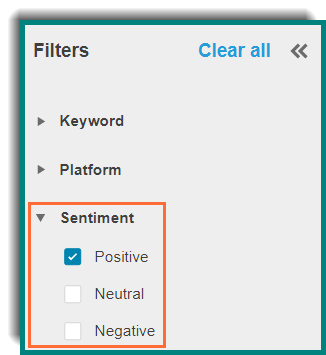 Filters Clear all
Keyword
Platform
Sentiment
Positive
Neutral
Negative